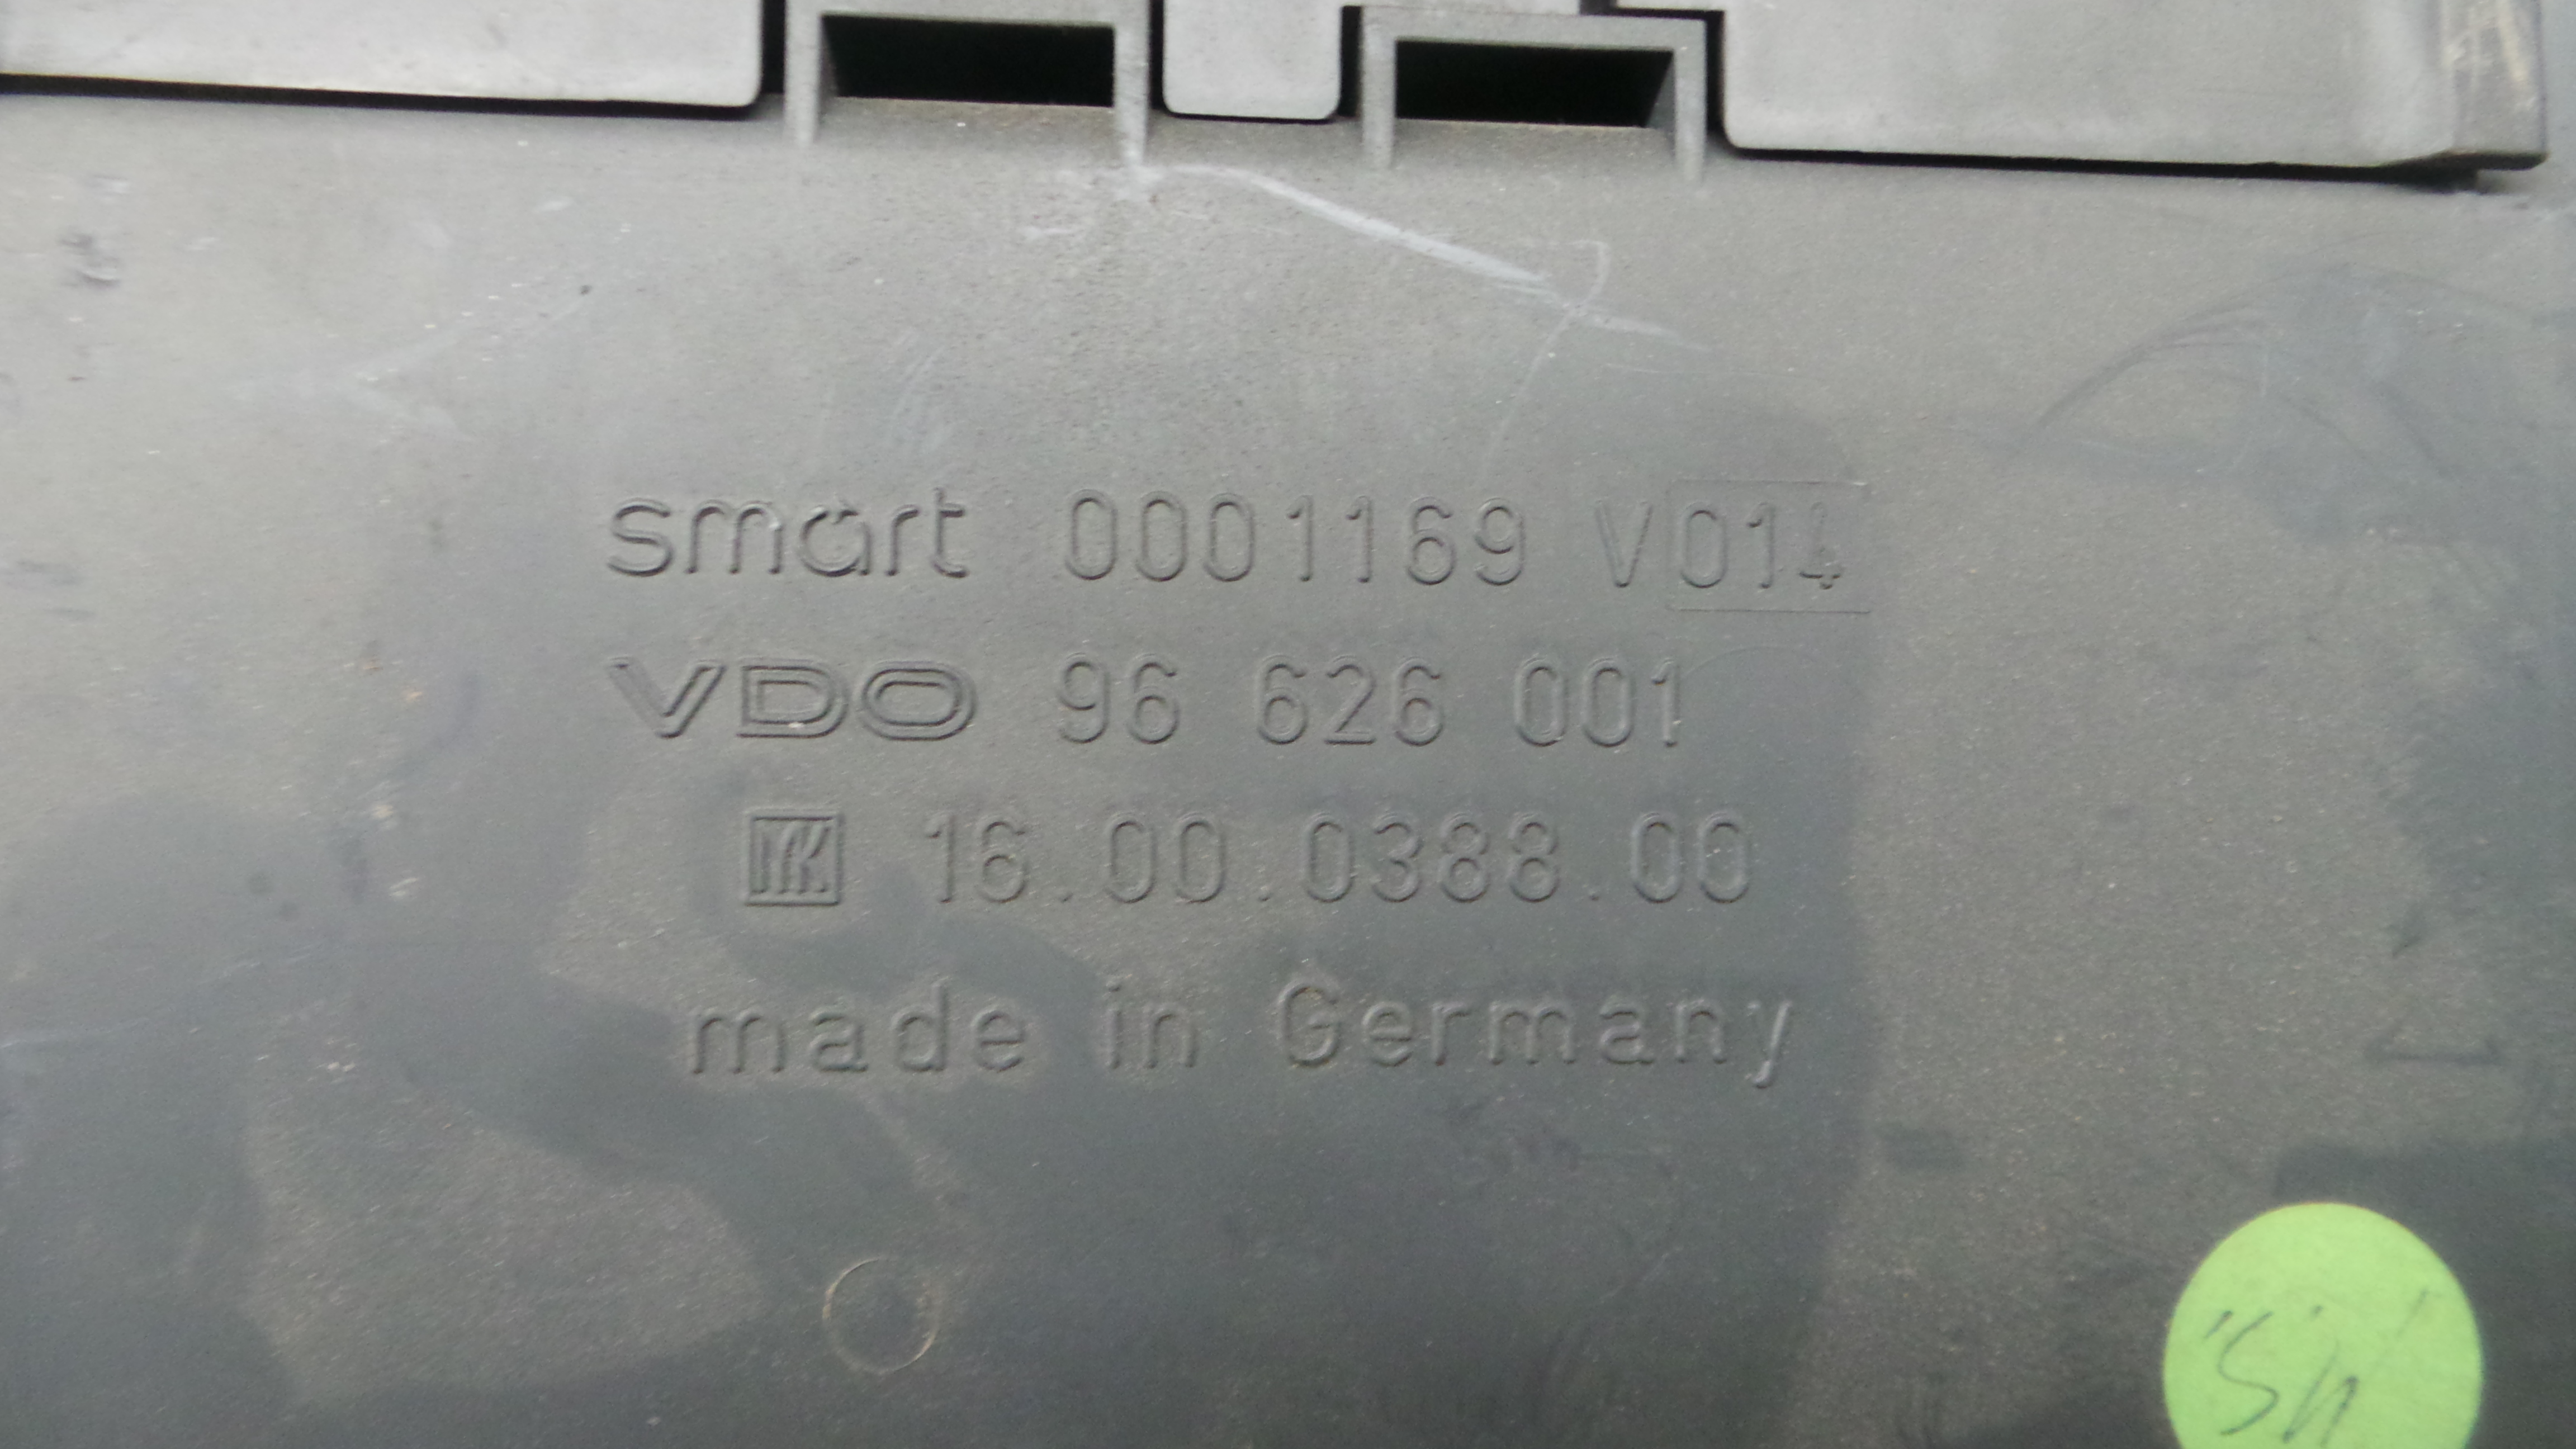 smart 0001169 V014
VDO 96 626 001
16.00.0388.00
made in Germany